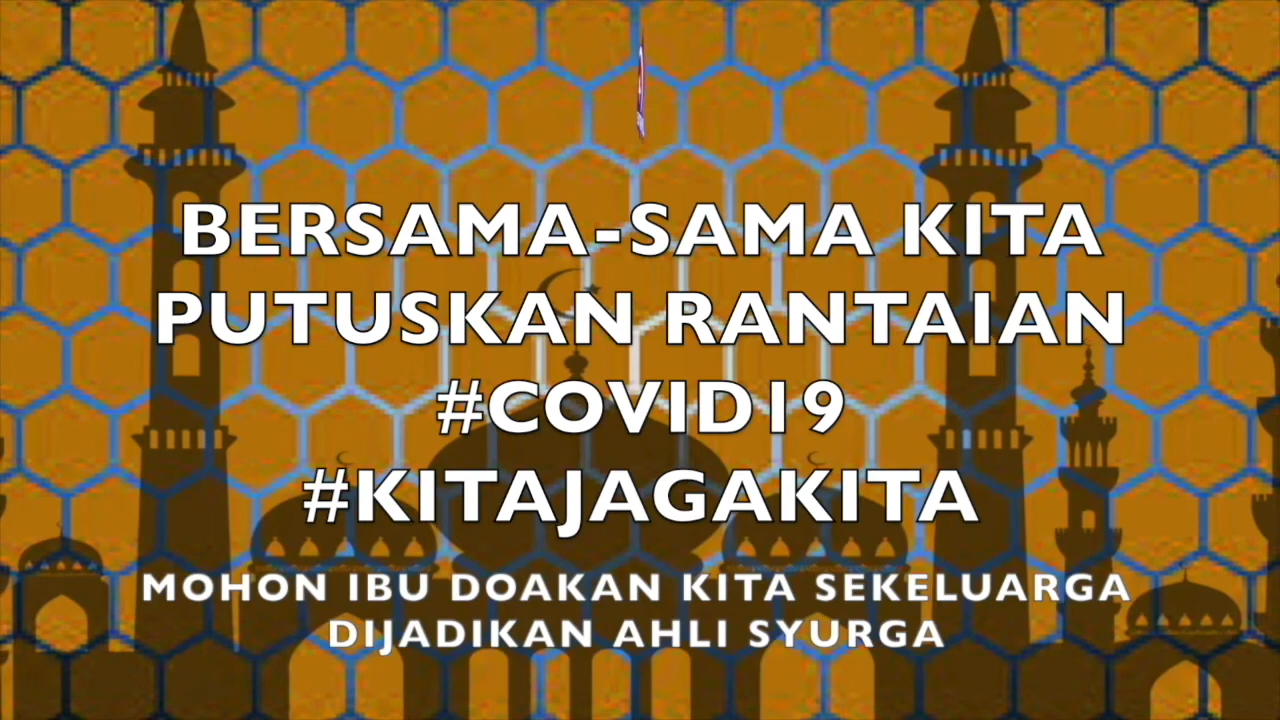 BERSAMA-SAMA KITA
PUTUSKAN RANTAIAN
#COVID19
#KITAJAGAKITA
MOHON IBU DOAKAN KITA SEKELUARGA
DIJADIKAN AHLI SYURGA